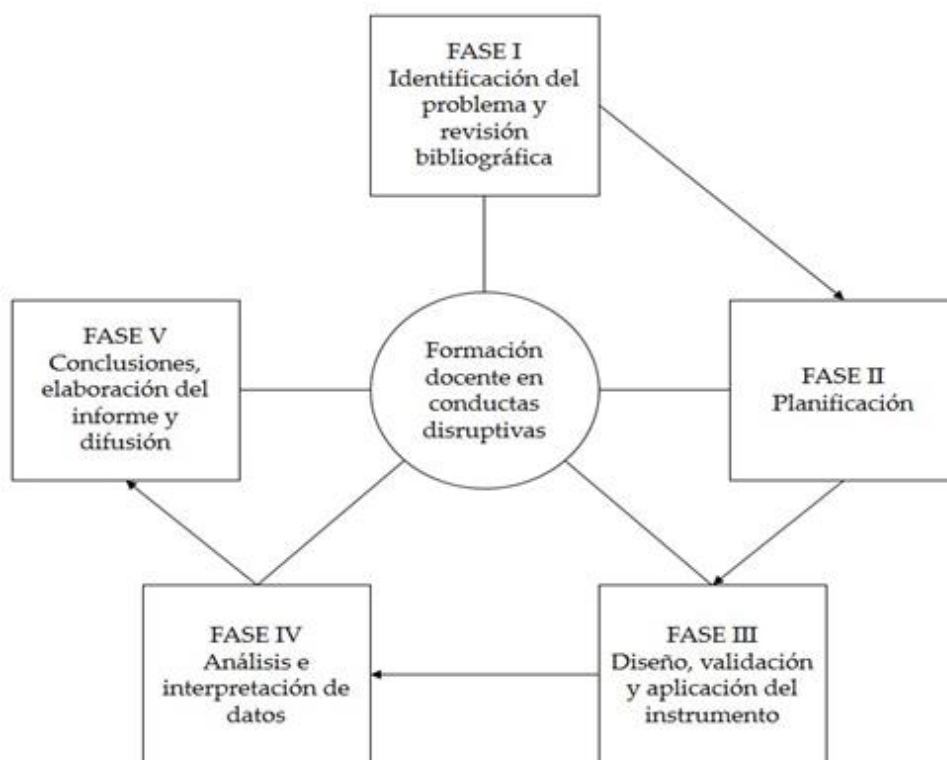 FASE I
Identificación del
problema y
revisión
bibliográfica
FASE V
Conclusiones,
elaboración del
informe y
difusión
Formación
docente en
conductas
disruptivas
FASE II
Planificación
FASE IV
Análisis e
interpretación de
datos
FASE III
Diseño, validación
y aplicación del
instrumento